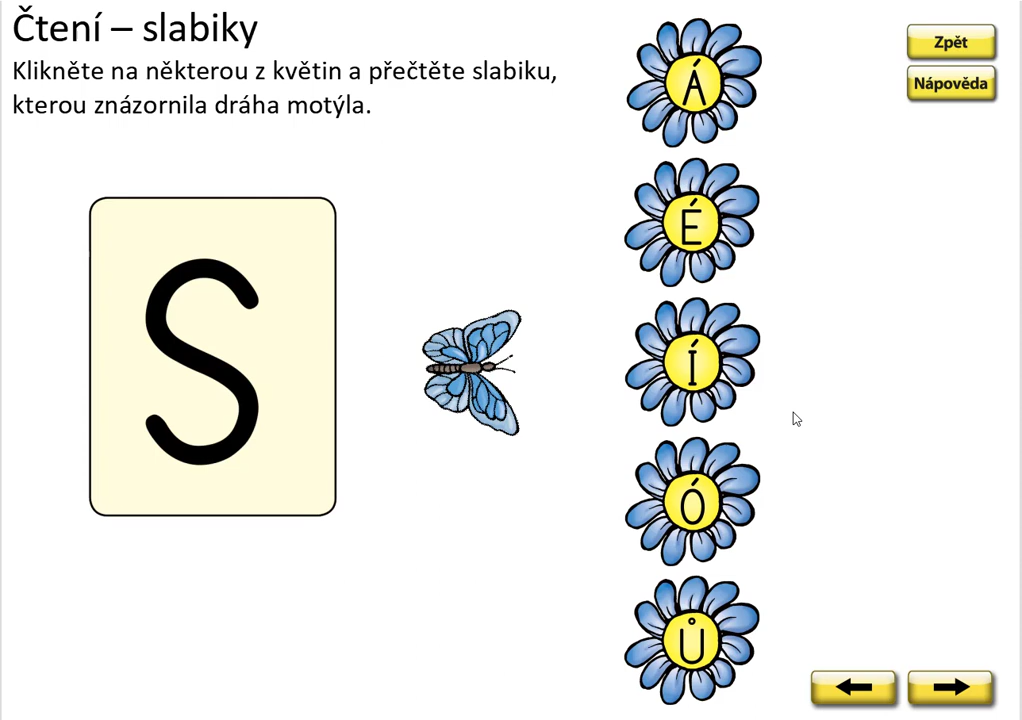 Čtení – slabiky
Klikněte na některou z květin a přečtěte slabiku,
kterou znázornila dráha motýla.
Zpět
Nápověda
S
Á
É
Í
Ó
Ů